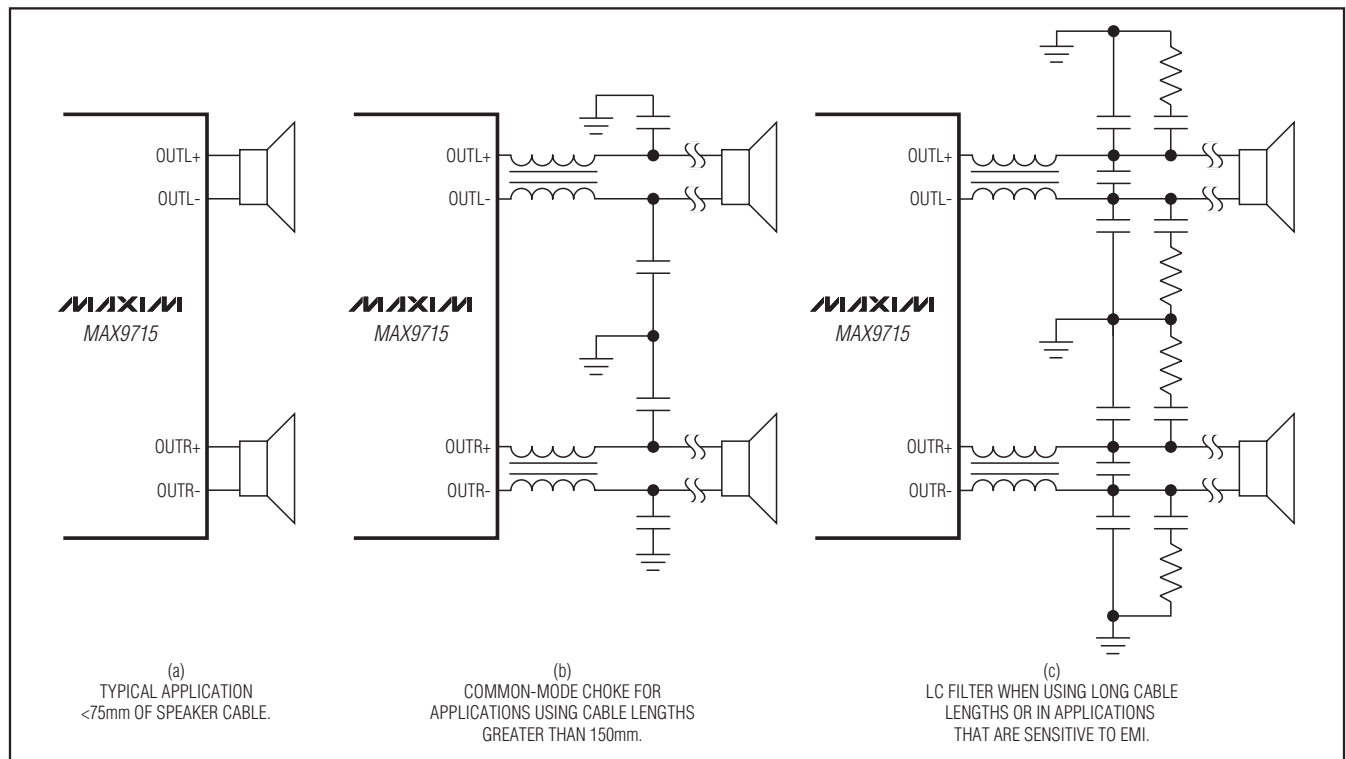 OUTL+
OUTL-
MAXIM
MAX9715
OUTR+
OUTR-
(a)
TYPICAL APPLICATION
<75mm OF SPEAKER CABLE.
OUTL+
OUTL-
MAXIM
MAX9715
OUTR+
OUTR-
(b)
COMMON-MODE CHOKE FOR
APPLICATIONS USING CABLE LENGTHS
GREATER THAN 150mm.
OUTL+
OUTL-
MAXIM
MAX9715
OUTR+
OUTR-
(c)
LC FILTER WHEN USING LONG CABLE
LENGTHS OR IN APPLICATIONS
THAT ARE SENSITIVE TO EMI.